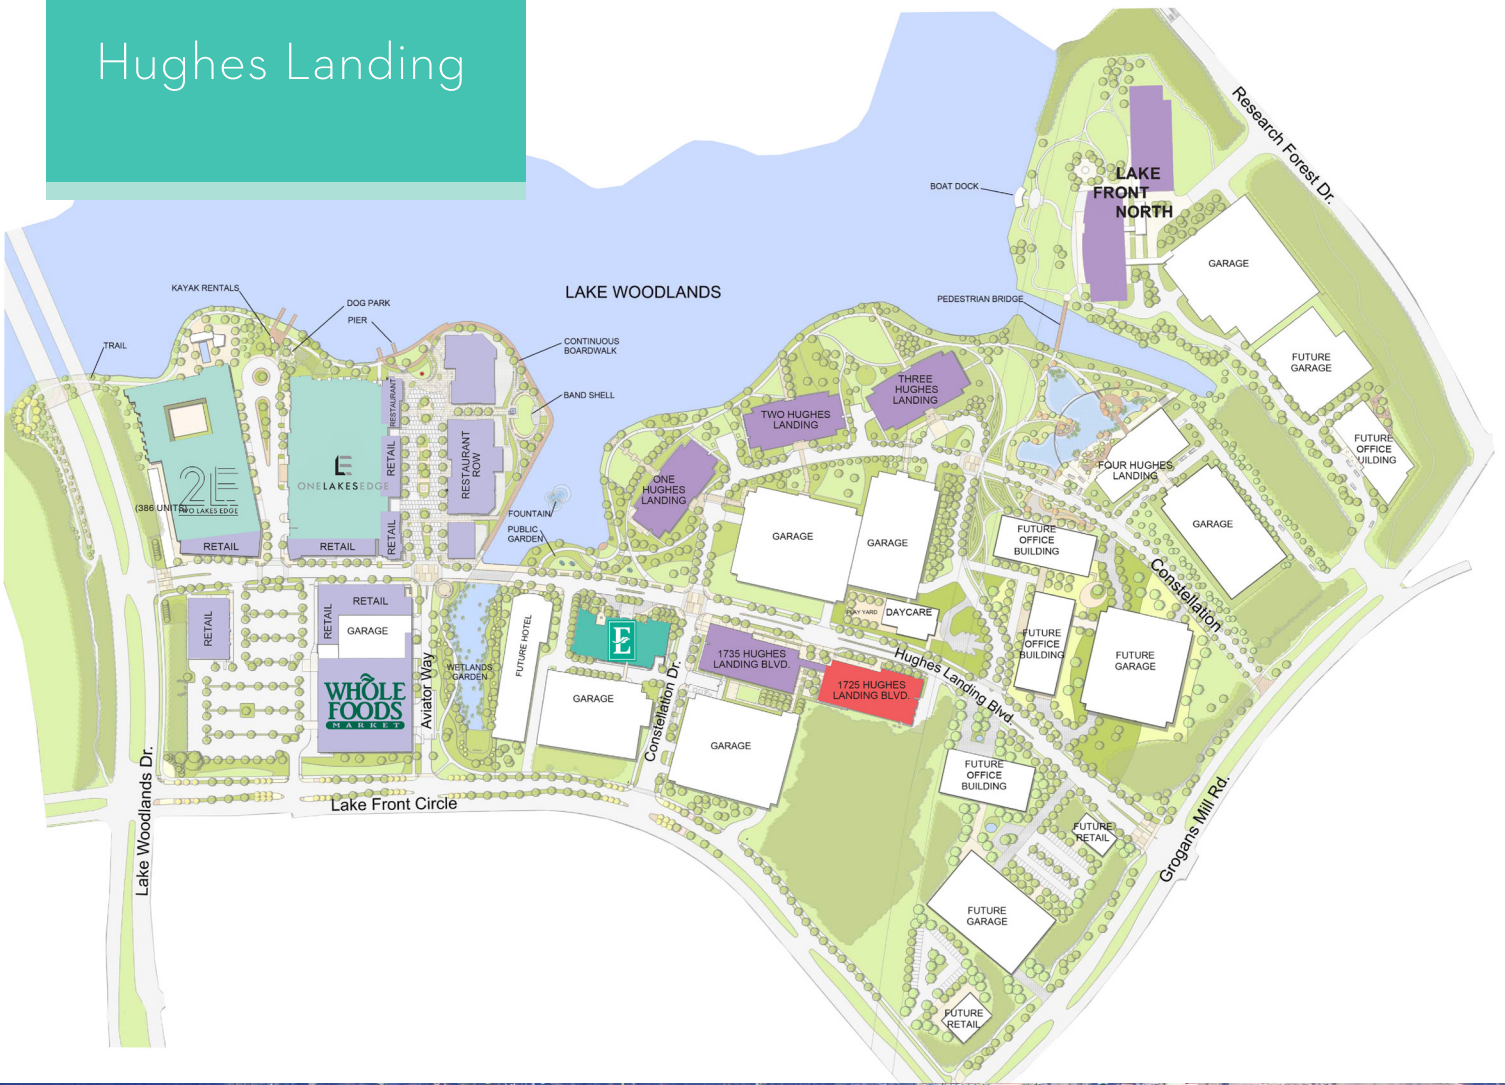 Hughes Landing
Research Forest Dr.
BOAT DOCK
LAKE
FRONT
NORTH
GARAGE
KAYAK RENTALS
DOG PARK
PIER
LAKE WOODLANDS
PEDESTRIAN BRIDGE
TRAIL
CONTINUOUS
BOARDWALK
BAND SHELL
FUTURE
GARAGE
RESTAURANT
THREE
HUGHES
LANDING
TWO HUGHES
LANDING
FUTURE
OFFICE
UILDING
RETAIL
RESTAURANT
ROW
ONE
HUGHES
LANDING
FOUR HUGHES
LANDING
2LE
TWO LAKES EDGE
(386 UNITS)
LE
ONELAKESEDGE
FOUNTAIN
PUBLIC
GARDEN
RETAIL
RETAIL
RETAIL
GARAGE
GARAGE
FUTURE
OFFICE
BUILDING
GARAGE
Constellation
RETAIL
RETAIL
RETAIL
GARAGE
WHOLE
FOODS
MARKET
Aviator Way
WETLANDS
GARDEN
FUTURE HOTEL
E
GARAGE
Constellation Dr.
1735 HUGHES
LANDING BLVD.
1725 HUGHES
LANDING BLVD.
PLAY YARD
DAYCARE
Hughes Landing Blvd.
FUTURE
OFFICE
BUILDING
FUTURE
GARAGE
GARAGE
FUTURE
OFFICE
BUILDING
Lake Woodlands Dr.
Lake Front Circle
FUTURE
RETAIL
Grogans Mill Rd.
FUTURE
GARAGE
FUTURE
RETAIL